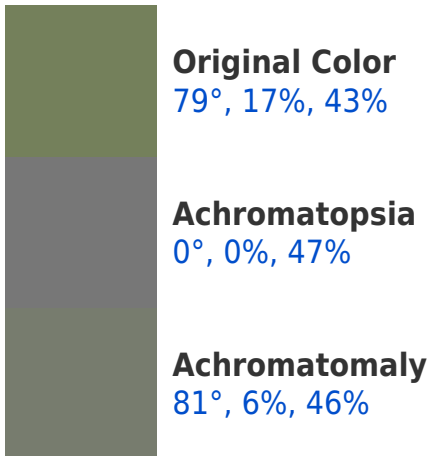 Original Color
79°, 17%, 43%
Achromatopsia
0°, 0%, 47%
Achromatomaly
81°, 6%, 46%